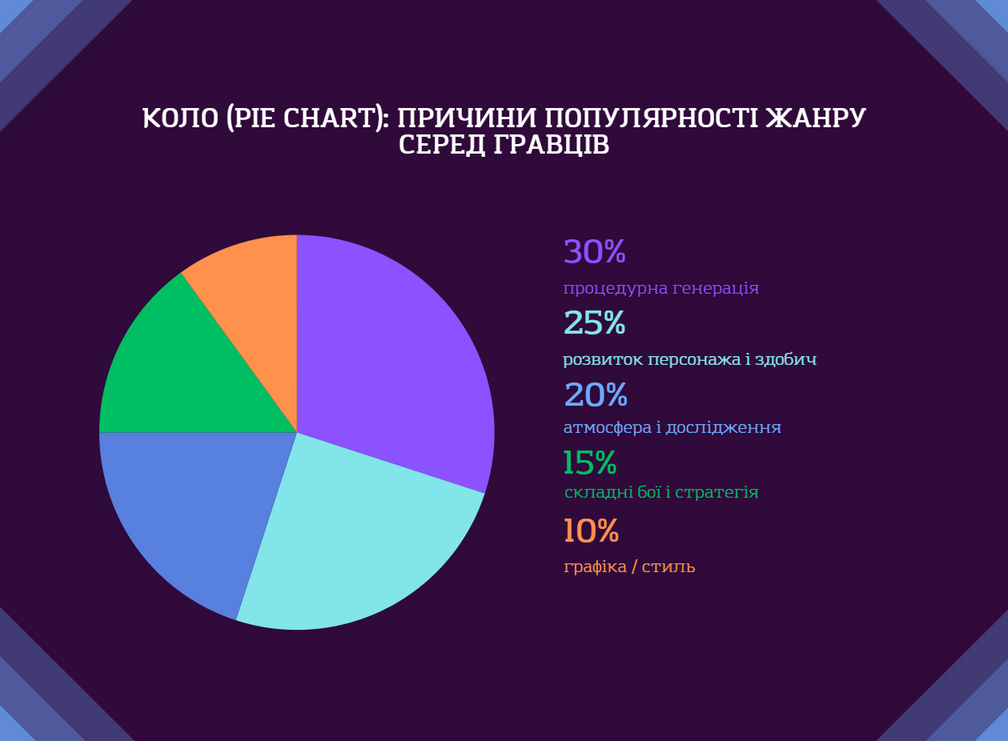 КОЛО (PIE CHART): ПРИЧИНИ ПОПУЛЯРНОСТІ ЖАНРУ
СЕРЕД ГРАВЦІВ
30%
процедурна генерація
25%
розвиток персонажа і здобич
20%
атмосфера і дослідження
15%
складні бої і стратегія
10%
графіка / стиль